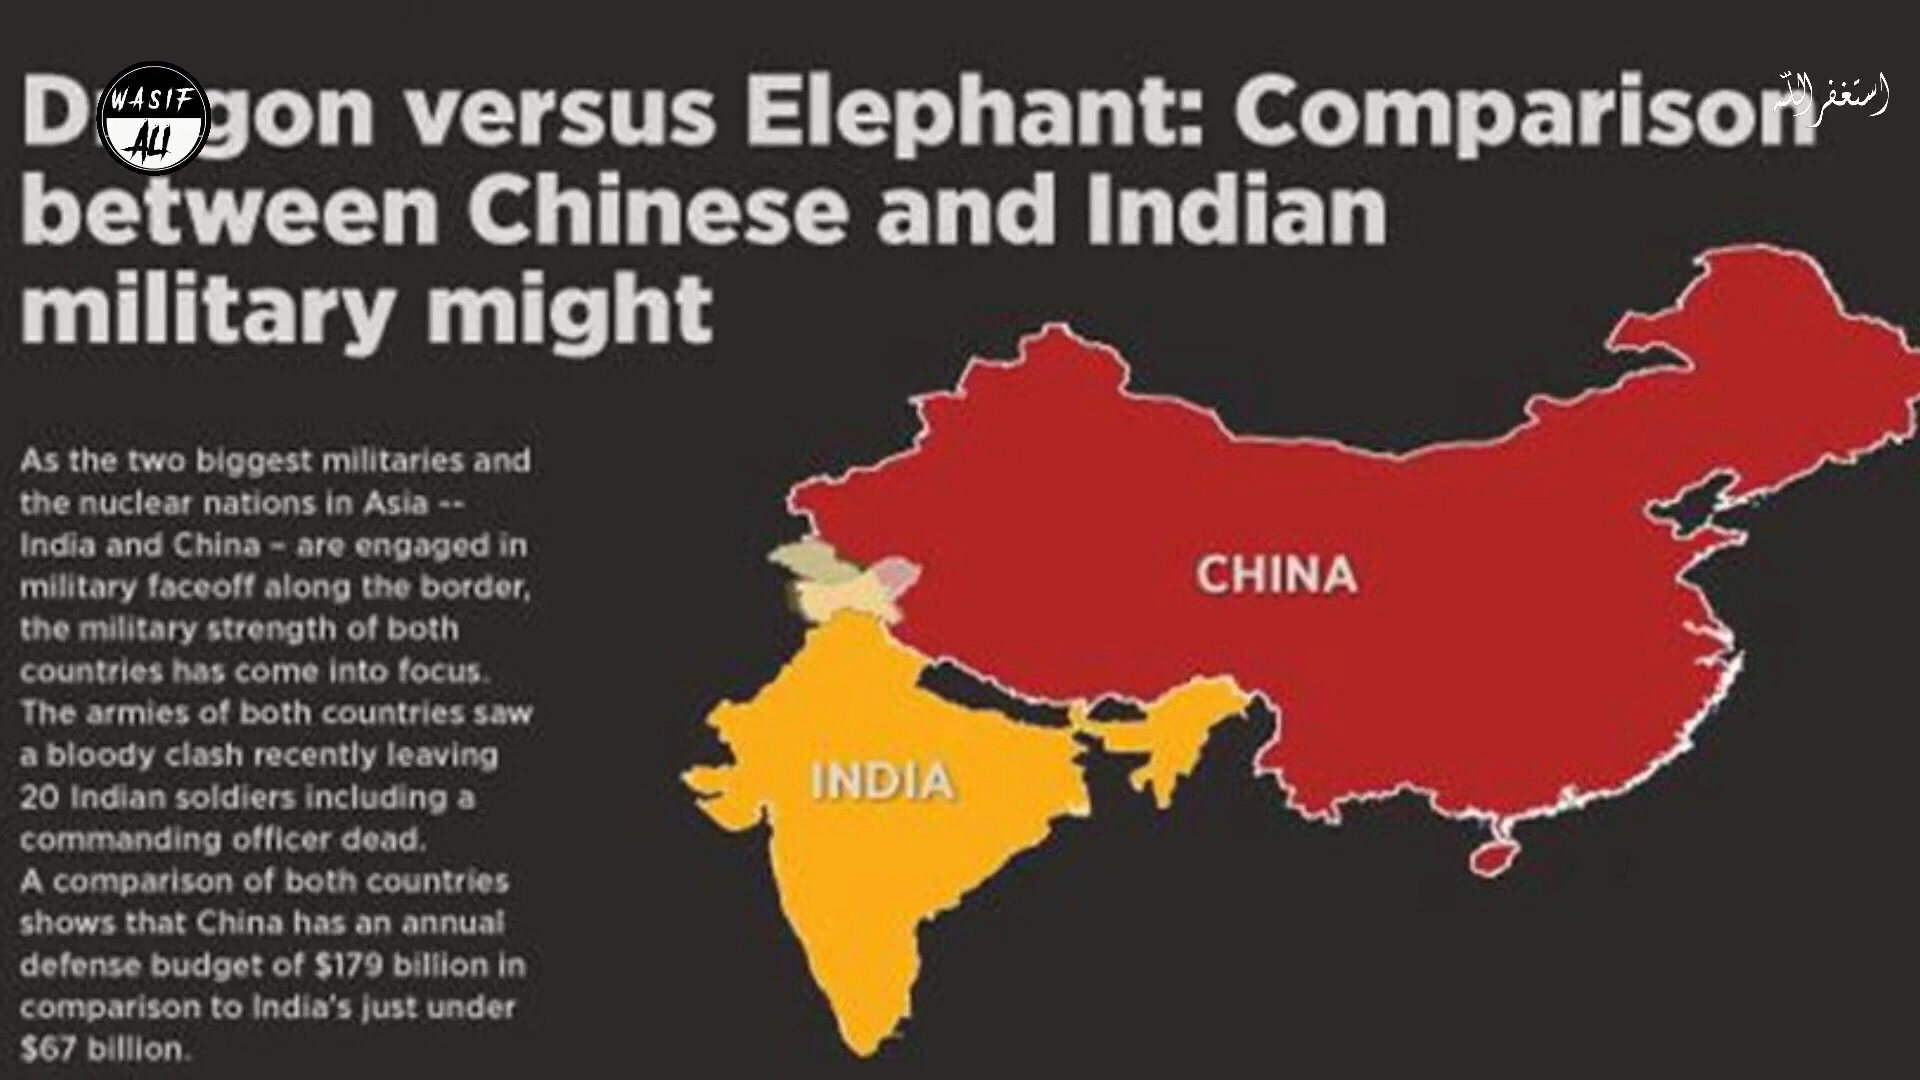 Dragon versus Elephant: Comparison
between Chinese and Indian
military might
WASIF
ALI
استغفر اللہ
As the two biggest militaries and
the nuclear nations in Asia --
India and China – are engaged in
military faceoff along the border,
the military strength of both
countries has come into focus.
The armies of both countries saw
a bloody clash recently leaving
20 Indian soldiers including a
commanding officer dead.
A comparison of both countries
shows that China has an annual
defense budget of $179 billion in
comparison to India's just under
$67 billion.
CHINA
INDIA